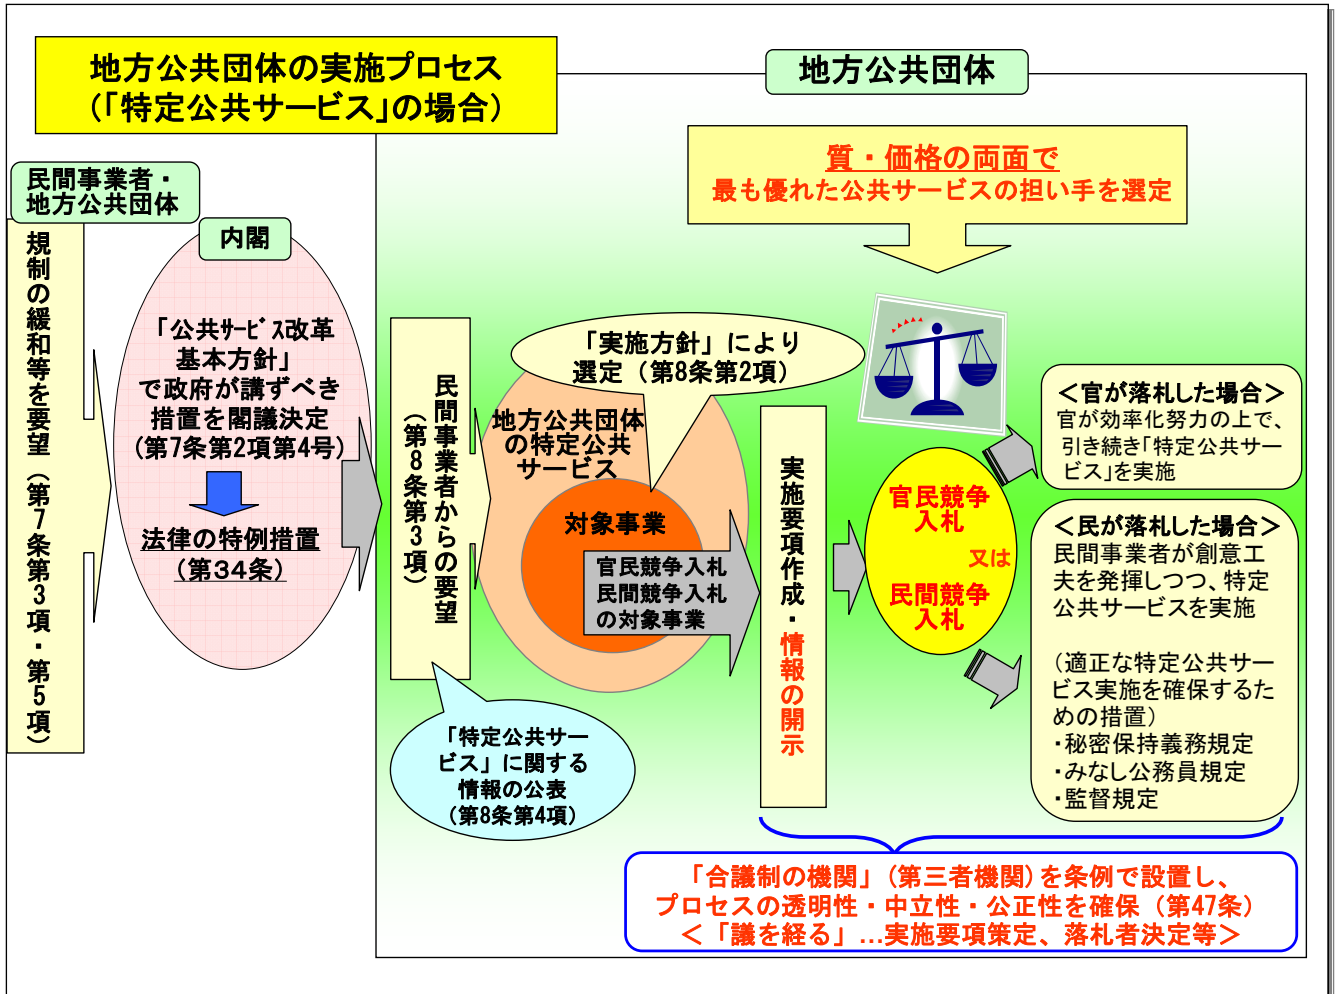 地方公共団体の実施プロセス
（「特定公共サービス」の場合）
地方公共団体
質・価格の両面で
最も優れた公共サービスの担い手を選定
民間事業者・
地方公共団体
規制の緩和等を要望（第7条第3項・第5項）
内閣
「公共ｻｰﾋﾞｽ改革
基本方針」
で政府が講ずべき
措置を閣議決定
(第7条第2項第4号)
法律の特例措置
（第３４条）
民間事業者からの要望
（第8条第3項）
「特定公共サー
ビス」に関する
情報の公表
(第8条第4項)
「実施方針」により
選定（第8条第2項）
地方公共団体
の特定公共
サービス
対象事業
官民競争入札
民間競争入札
の対象事業
実施要項作成・情報の開示
官民競争
入札
又は
民間競争
入札
＜官が落札した場合＞
官が効率化努力の上で、
引き続き「特定公共サー
ビス」を実施
＜民が落札した場合＞
民間事業者が創意工
夫を発揮しつつ、特定
公共サービスを実施
（適正な特定公共サー
ビス実施を確保するた
めの措置）
・秘密保持義務規定
・みなし公務員規定
・監督規定
「合議制の機関」（第三者機関）を条例で設置し、
プロセスの透明性・中立性・公正性を確保（第47条）
＜「議を経る」…実施要項策定、落札者決定等＞